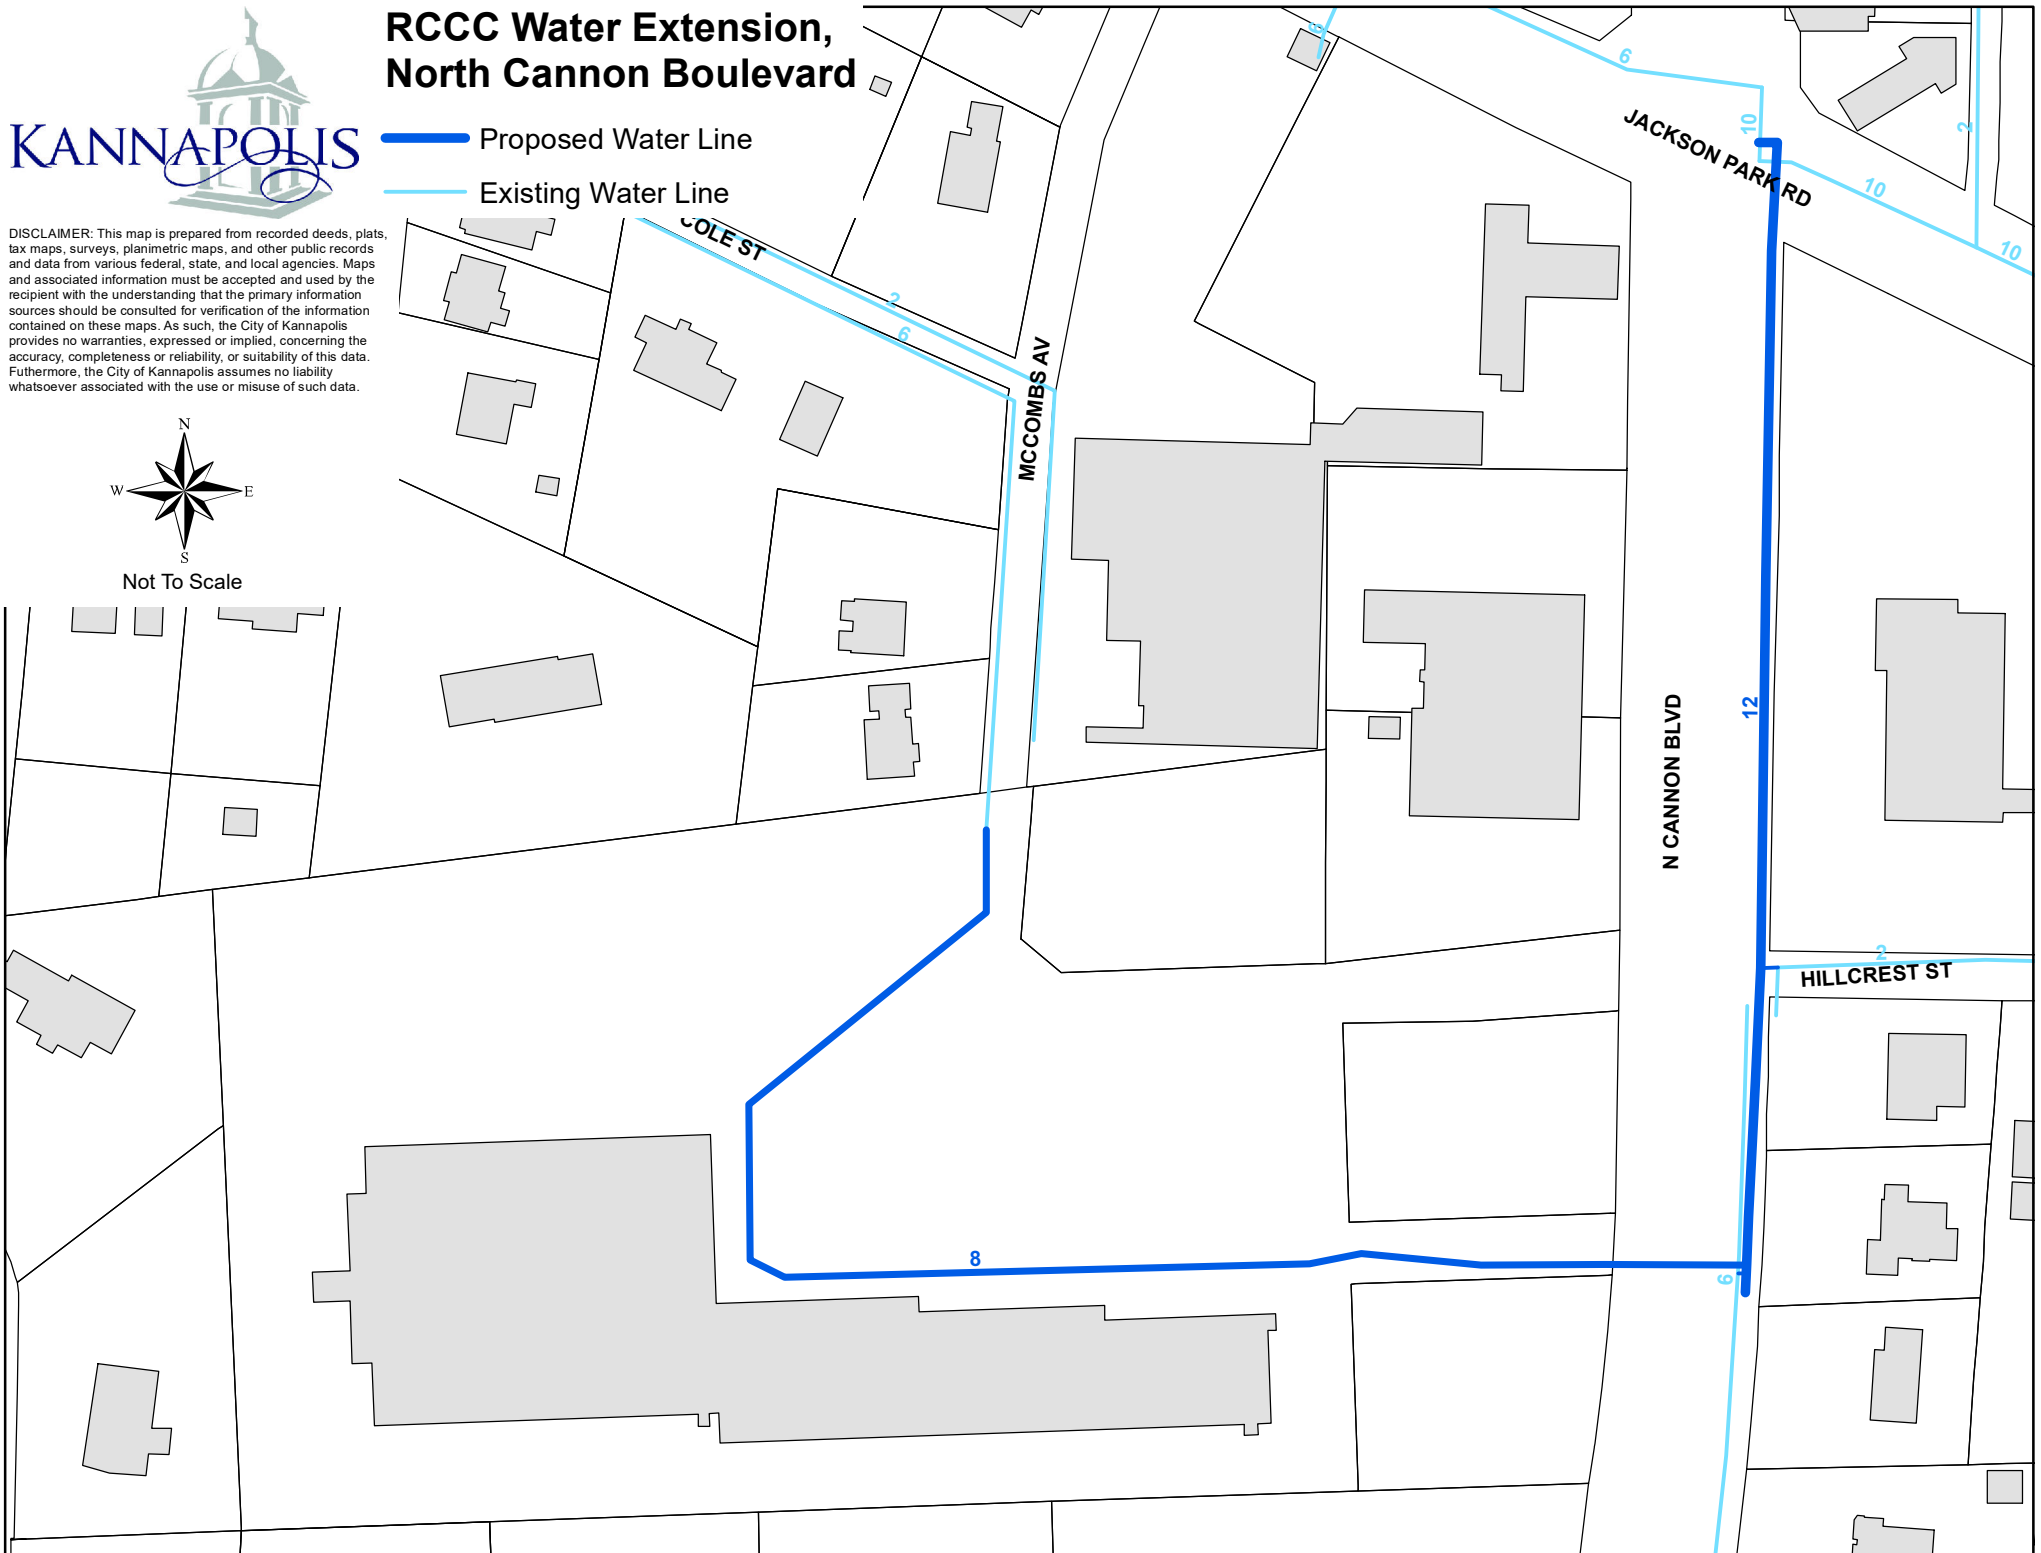 RCCC Water Extension,
North Cannon Boulevard
KANNAPOLIS
Proposed Water Line
Existing Water Line
DISCLAIMER: This map is prepared from recorded deeds, plats,
tax maps, surveys, planimetric maps, and other public records
and data from various federal, state, and local agencies. Maps
and associated information must be accepted and used by the
recipient with the understanding that the primary information
sources should be consulted for verification of the information
contained on these maps. As such, the City of Kannapolis
provides no warranties, expressed or implied, concerning the
accuracy, completeness or reliability, or suitability of this data.
Futhermore, the City of Kannapolis assumes no liability
whatsoever associated with the use or misuse of such data.
N
W
E
S
Not To Scale
6
10
2
JACKSON PARK RD
10
10
COLE ST
2
6
MCCOMBS AV
12
N CANNON BLVD
2
HILLCREST ST
8
6